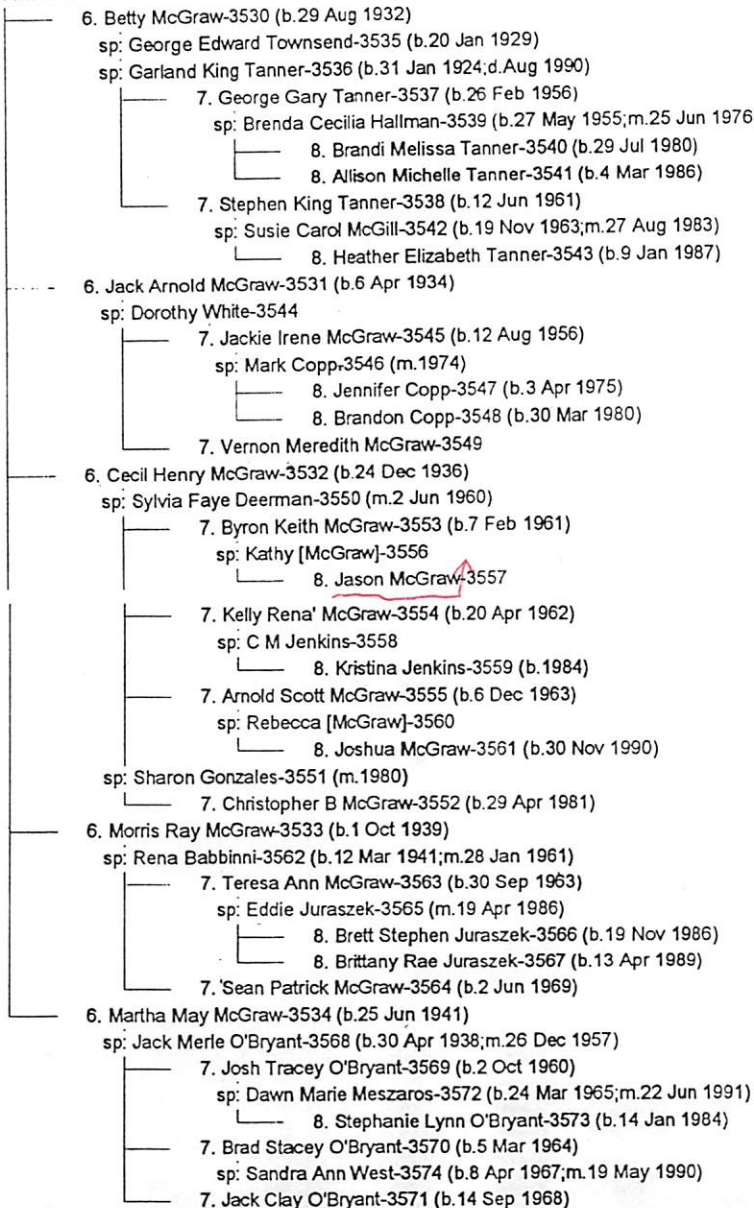 6. Betty McGraw-3530 (b.29 Aug 1932)
sp: George Edward Townsend-3535 (b.20 Jan 1929)
sp: Garland King Tanner-3536 (b.31 Jan 1924;d.Aug 1990)
7. George Gary Tanner-3537 (b.26 Feb 1956)
sp: Brenda Cecilia Hallman-3539 (b.27 May 1955;m.25 Jun 1976
8. Brandi Melissa Tanner-3540 (b.29 Jul 1980)
8. Allison Michelle Tanner-3541 (b.4 Mar 1986)
7. Stephen King Tanner-3538 (b.12 Jun 1961)
sp: Susie Carol McGill-3542 (b.19 Nov 1963;m.27 Aug 1983)
8. Heather Elizabeth Tanner-3543 (b.9 Jan 1987)
6. Jack Arnold McGraw-3531 (b.6 Apr 1934)
sp: Dorothy White-3544
7. Jackie Irene McGraw-3545 (b.12 Aug 1956)
sp: Mark Copp-3546 (m.1974)
8. Jennifer Copp-3547 (b.3 Apr 1975)
8. Brandon Copp-3548 (b.30 Mar 1980)
7. Vernon Meredith McGraw-3549
6. Cecil Henry McGraw-3532 (b.24 Dec 1936)
sp: Sylvia Faye Deerman-3550 (m.2 Jun 1960)
7. Byron Keith McGraw-3553 (b.7 Feb 1961)
sp: Kathy [McGraw]-3556
8. Jason McGraw-3557
7. Kelly Rena' McGraw-3554 (b.20 Apr 1962)
sp: C M Jenkins-3558
8. Kristina Jenkins-3559 (b.1984)
7. Arnold Scott McGraw-3555 (b.6 Dec 1963)
sp: Rebecca [McGraw]-3560
8. Joshua McGraw-3561 (b.30 Nov 1990)
sp: Sharon Gonzales-3551 (m.1980)
7. Christopher B McGraw-3552 (b.29 Apr 1981)
6. Morris Ray McGraw-3533 (b.1 Oct 1939)
sp: Rena Babbinni-3562 (b.12 Mar 1941;m.28 Jan 1961)
7. Teresa Ann McGraw-3563 (b.30 Sep 1963)
sp: Eddie Juraszek-3565 (m.19 Apr 1986)
8. Brett Stephen Juraszek-3566 (b.19 Nov 1986)
8. Brittany Rae Juraszek-3567 (b.13 Apr 1989)
7. Sean Patrick McGraw-3564 (b.2 Jun 1969)
6. Martha May McGraw-3534 (b.25 Jun 1941)
sp: Jack Merle O'Bryant-3568 (b.30 Apr 1938;m.26 Dec 1957)
7. Josh Tracey O'Bryant-3569 (b.2 Oct 1960)
sp: Dawn Marie Meszaros-3572 (b.24 Mar 1965;m.22 Jun 1991)
8. Stephanie Lynn O'Bryant-3573 (b.14 Jan 1984)
7. Brad Stacey O'Bryant-3570 (b.5 Mar 1964)
sp: Sandra Ann West-3574 (b.8 Apr 1967;m.19 May 1990)
7. Jack Clay O'Bryant-3571 (b.14 Sep 1968)